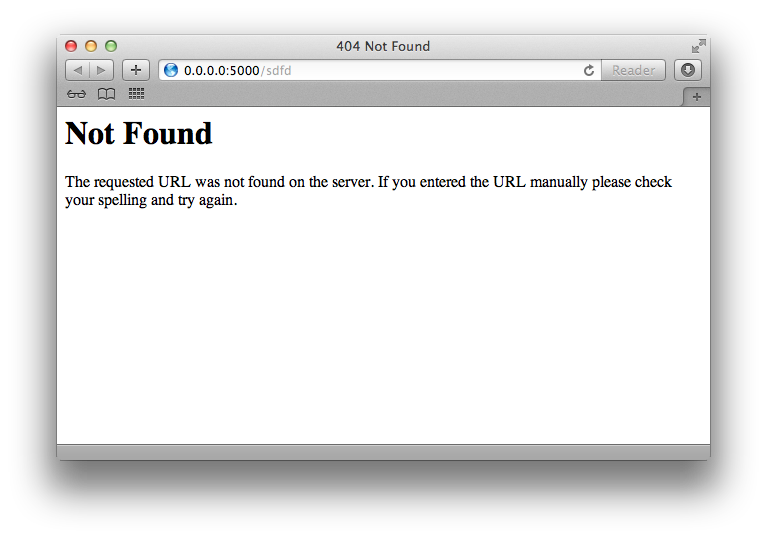 404 Not Found
0.0.0.0:5000/sdfd
Reader
Not Found
The requested URL was not found on the server. If you entered the URL manually please check
your spelling and try again.